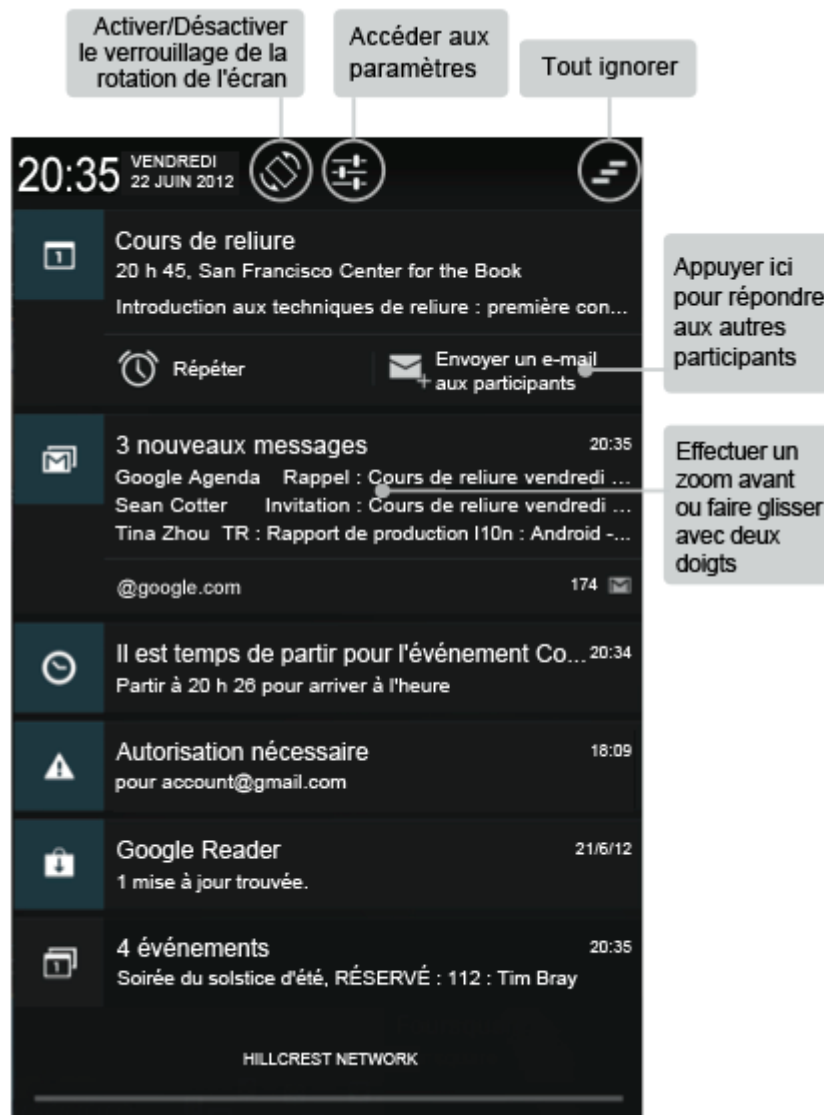 Activer/Désactiver
le verrouillage de la
rotation de l'écran
Accéder aux
paramètres
Tout ignorer
20:35
VENDREDI
22 JUIN 2012
1
Cours de reliure
20 h 45, San Francisco Center for the Book
Introduction aux techniques de reliure : première con...
Répéter
Envoyer un e-mail
aux participants
Appuyer ici
pour répondre
aux autres
participants
3 nouveaux messages 20:35
Google Agenda Rappel : Cours de reliure vendredi ...
Sean Cotter Invitation : Cours de reliure vendredi ...
Tina Zhou TR : Rapport de production l10n : Android -...
@google.com 174
Effectuer un
zoom avant
ou faire glisser
avec deux
doigts
Il est temps de partir pour l'événement Co... 20:34
Partir à 20 h 26 pour arriver à l'heure
Autorisation nécessaire 18:09
pour account@gmail.com
Google Reader 21/6/12
1 mise à jour trouvée.
1
4 événements 20:35
Soirée du solstice d'été, RÉSERVÉ : 112 : Tim Bray
HILLCREST NETWORK